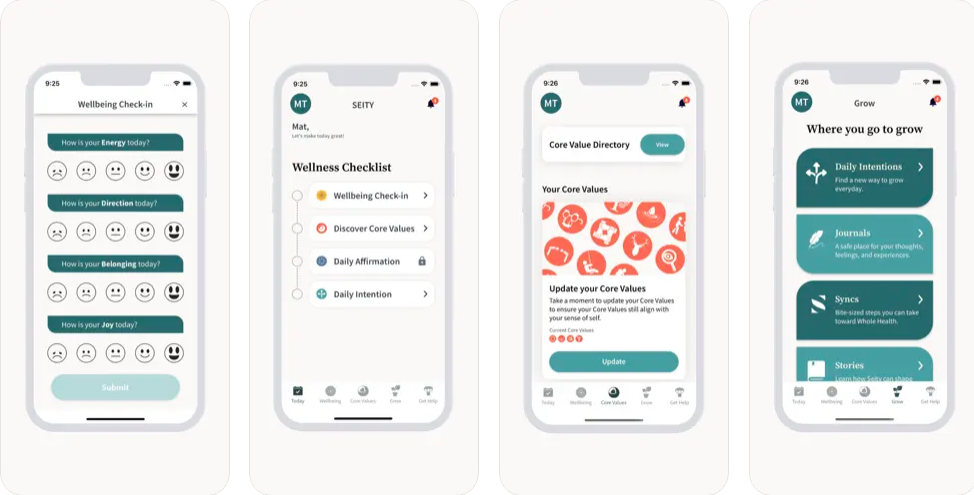 9:25
Wellbeing Check-in
How is your Energy today?
How is your Direction today?
How is your Belonging today?
How is your Joy today?
Submit
9:25
MT
SEITY
Mat,
Let's make today great!
Wellness Checklist
Wellbeing Check-in
Discover Core Values
Daily Affirmation
Daily Intention
Today
Wellbeing
Core Values
Grow
Get Help
9:26
MT
Core Value Directory
View
Your Core Values
Update your Core Values
Take a moment to update your Core Values
to ensure your Core Values still align with
your sense of self.
Current Core Values
Update
Today
Wellbeing
Core Values
Grow
Get Help
9:26
MT
Grow
Where you go to grow
Daily Intentions
Find a new way to grow
everyday.
Journals
A safe place for your thoughts,
feelings, and experiences.
Syncs
Bite-sized steps you can take
toward Whole Health.
Stories
Learn how Seity can shape
Today
Wellbeing
Core Values
Grow
Get Help